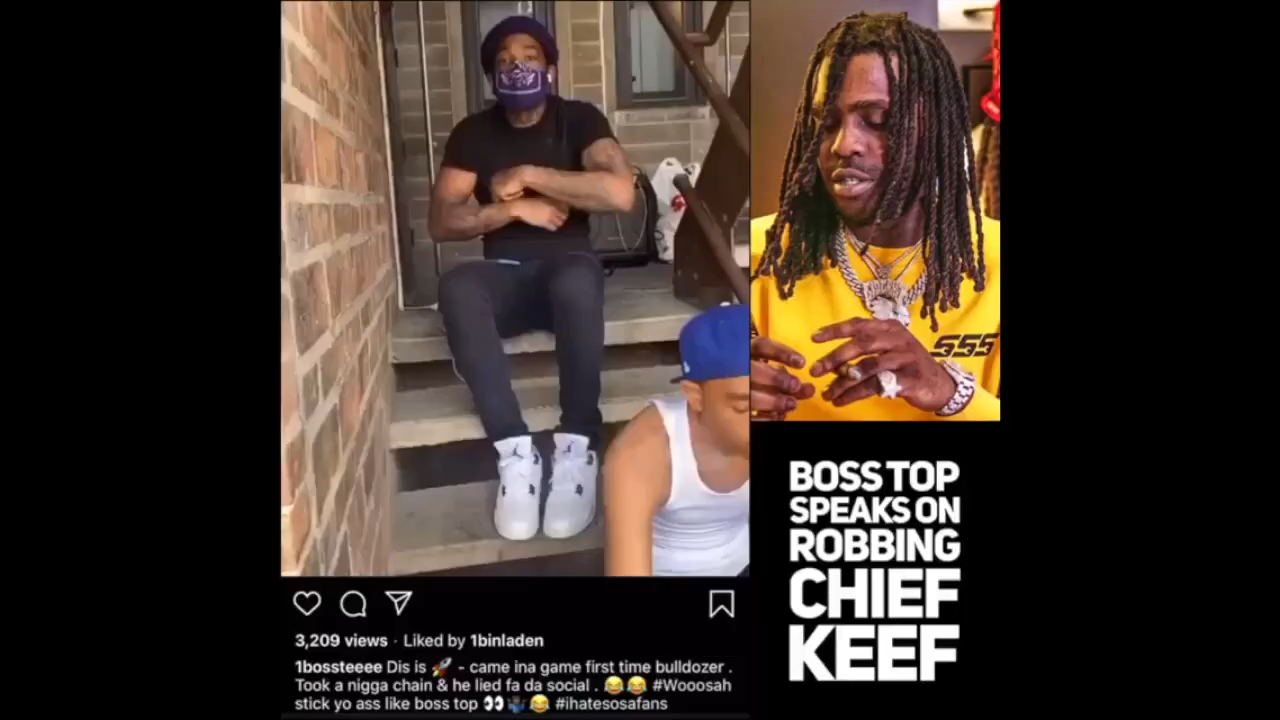 555
BOSS TOP
SPEAKS ON
ROBBING
CHIEF
KEEF
3,209 views · Liked by 1binladen
1bossteeee Dis is 🚀 - came ina game first time bulldozer .
Took a nigga chain & he lied fa da social . 😂😂 #Wooosah
stick yo ass like boss top 👀🤷🏿‍♂️😂 #ihatesosafans